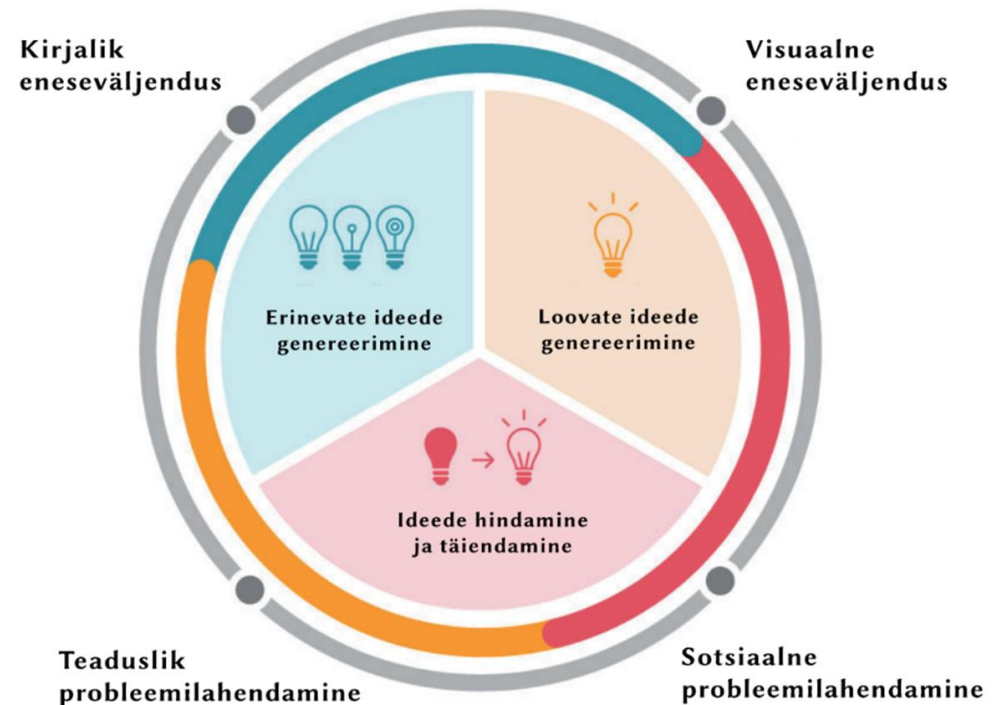 Kirjalik
eneseväljendus
Visuaalne
eneseväljendus
Erinevate ideede
genereerimine
Loovate ideede
genereerimine
Ideede hindamine
ja täiendamine
Teaduslik
probleemilahendamine
Sotsiaalne
probleemilahendamine